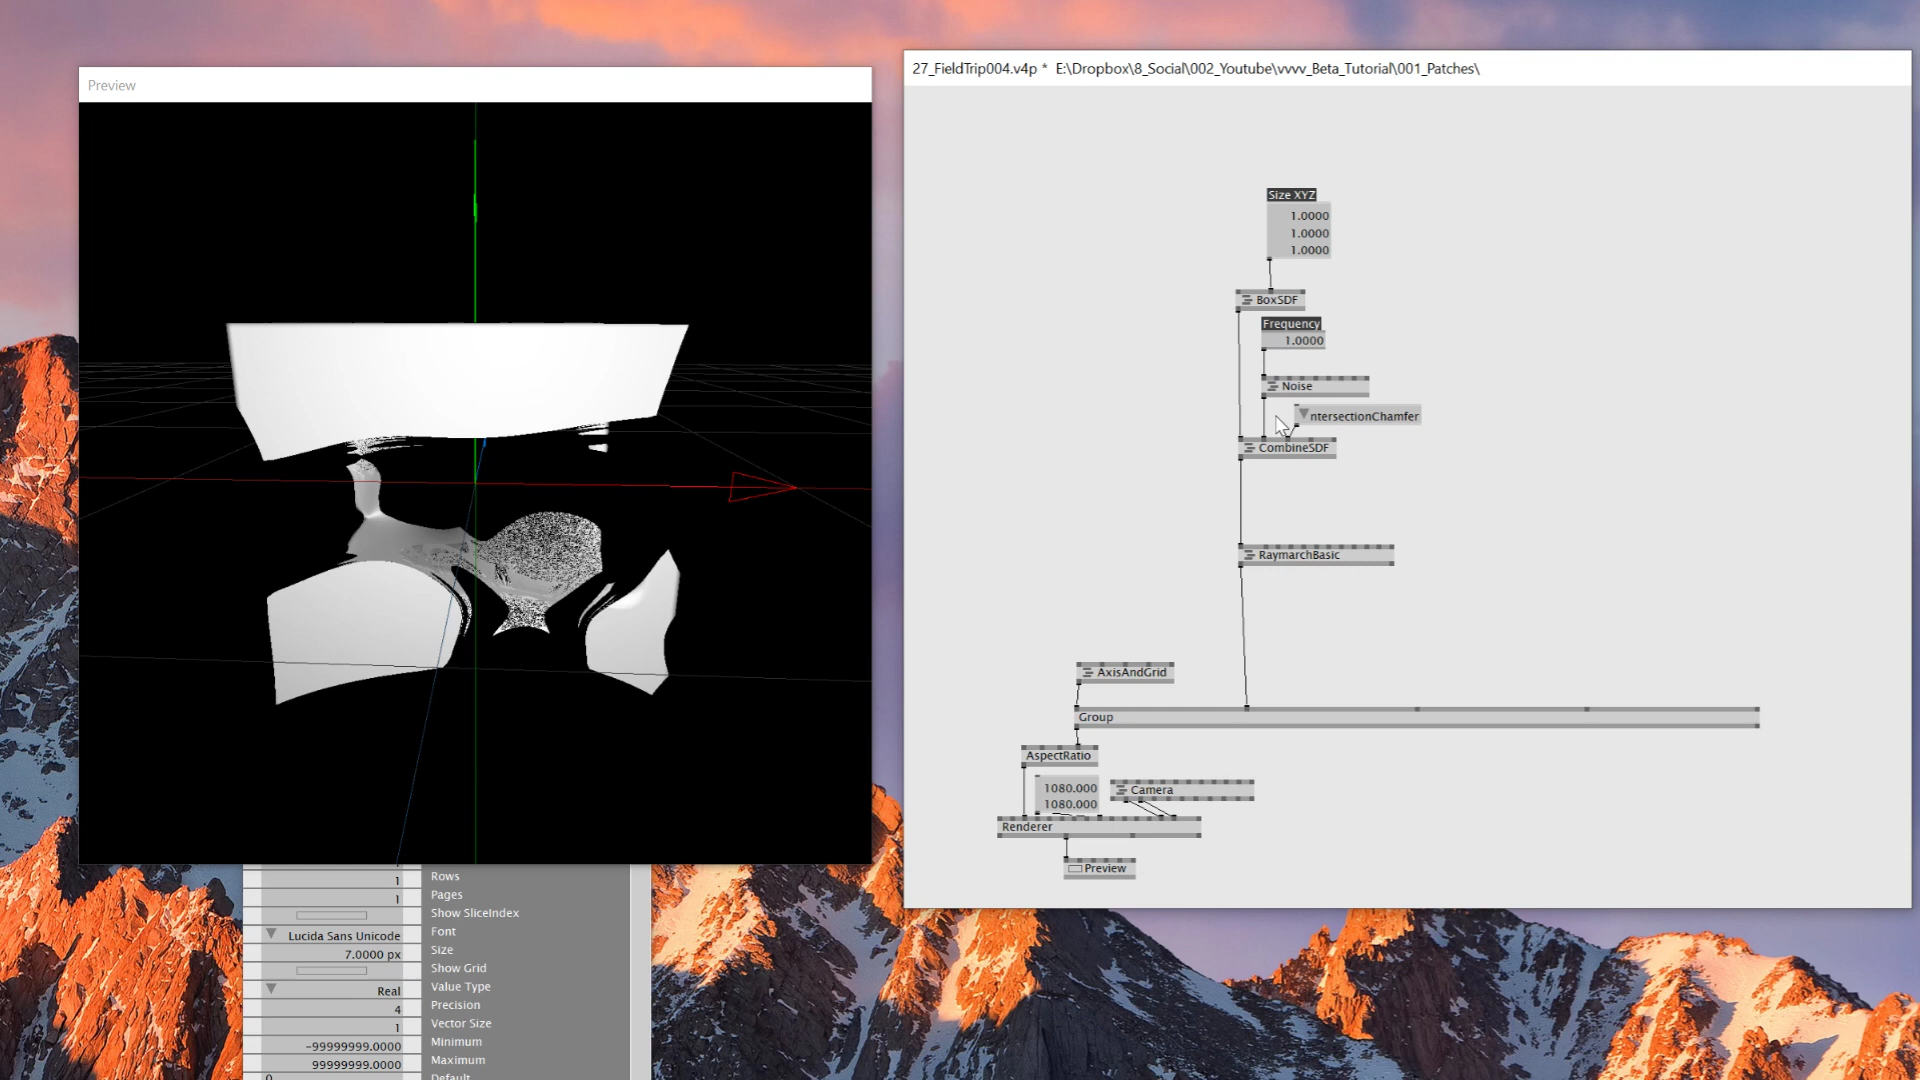 Preview
27_FieldTrip004.v4p * E:\Dropbox\8_Social\002_Youtube\vvvv_Beta_Tutorial\001_Patches\
Size XYZ
1.0000
1.0000
1.0000
BoxSDF
Frequency
1.0000
Noise
ntersectionChamfer
CombineSDF
RaymarchBasic
AxisAndGrid
Group
AspectRatio
1080.000
1080.000
Camera
Renderer
Preview
1 Rows
1 Pages
Show SliceIndex
Lucida Sans Unicode Font
7.0000 px Size
Show Grid
Real Value Type
4 Precision
1 Vector Size
-99999999.0000 Minimum
99999999.0000 Maximum
0 Default